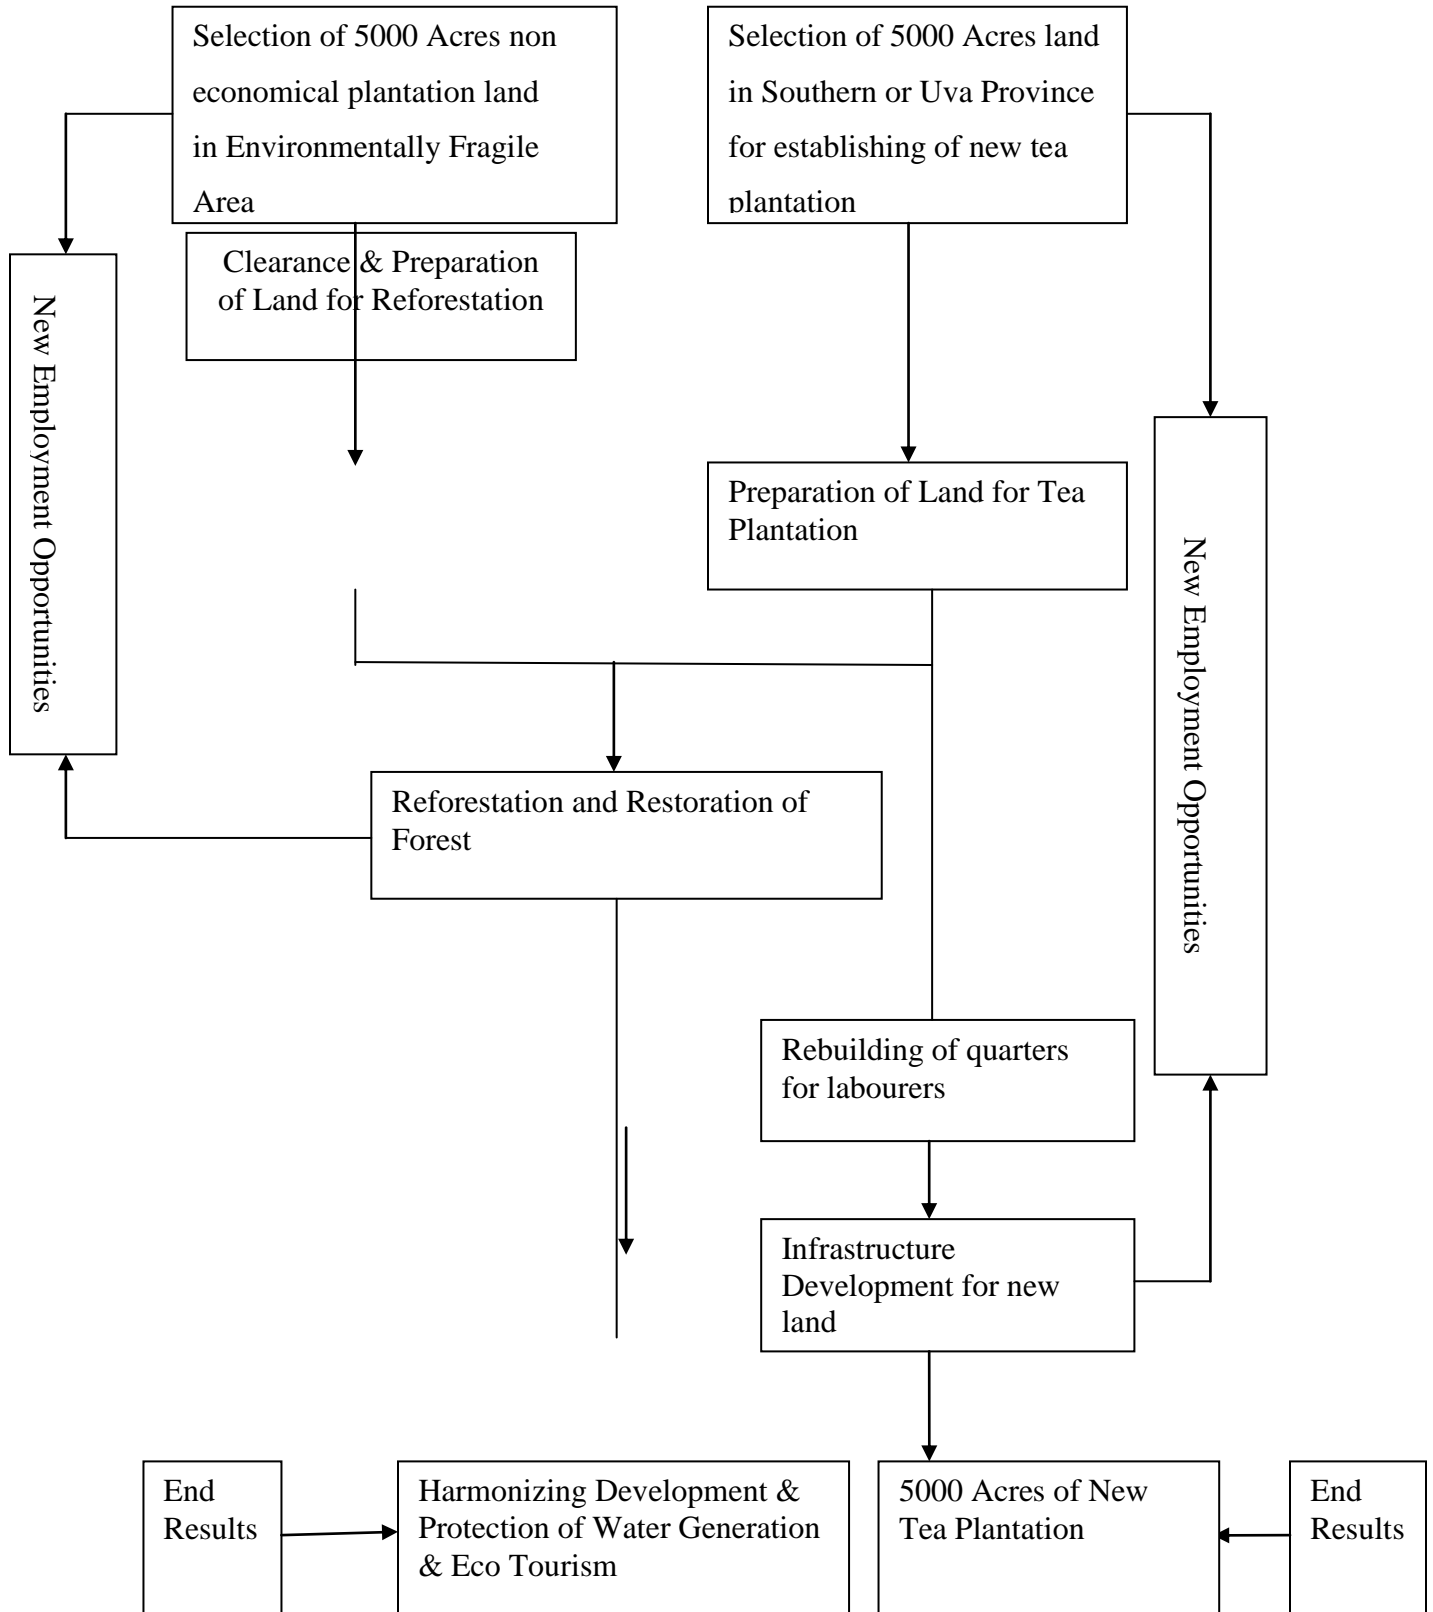 Selection of 5000 Acres non
economical plantation land
in Environmentally Fragile
Area
Selection of 5000 Acres land
in Southern or Uva Province
for establishing of new tea
plantation
Clearance & Preparation
of Land for Reforestation
New Employment Opportunities
Preparation of Land for Tea
Plantation
New Employment Opportunities
Reforestation and Restoration of
Forest
Rebuilding of quarters
for labourers
Infrastructure
Development for new
land
End
Results
Harmonizing Development &
Protection of Water Generation
& Eco Tourism
5000 Acres of New
Tea Plantation
End
Results